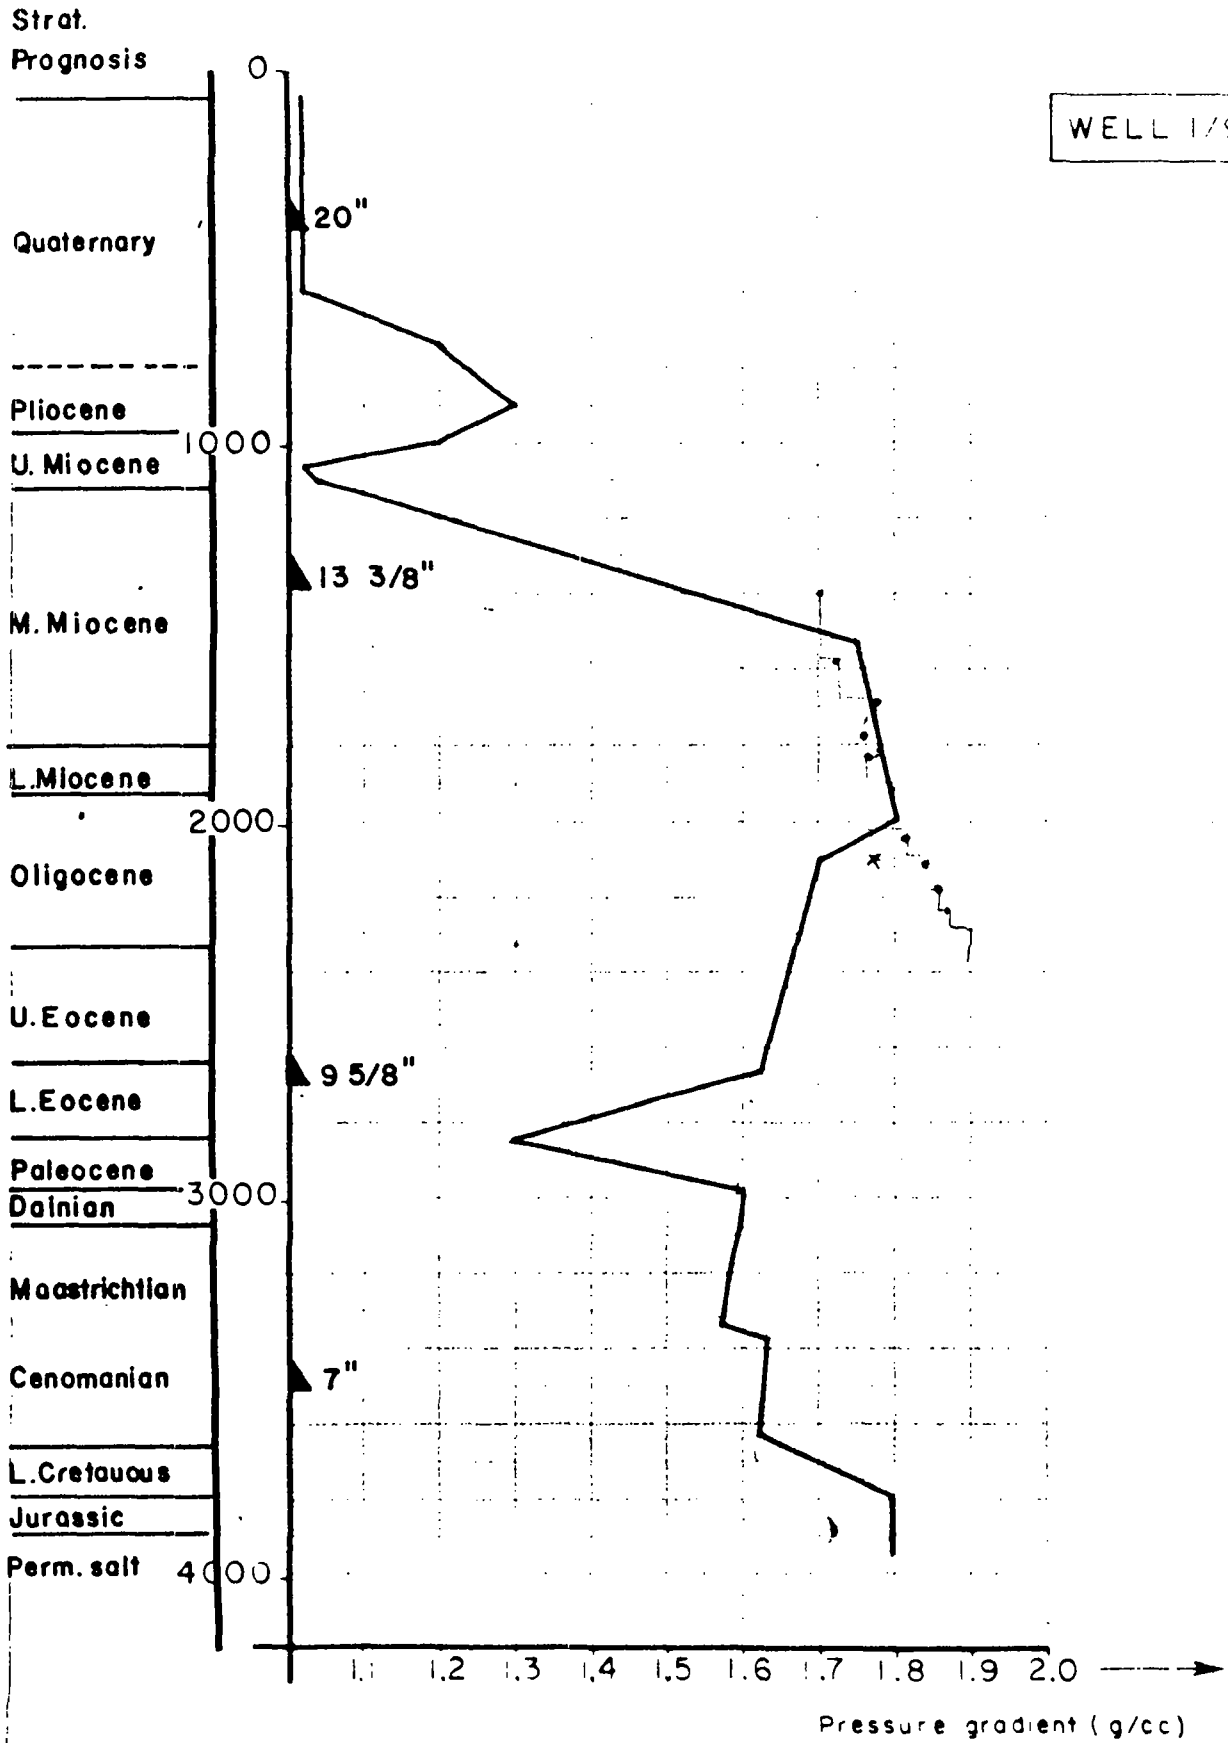 Strat.
Prognosis
0
WELL 1/9
20"
Quaternary
Pliocene
1000
U. Miocene
13 3/8"
M. Miocene
L. Miocene
2000
Oligocene
U. Eocene
9 5/8"
L. Eocene
Paleocene
3000
Dainian
Maastrichtian
Cenomanian
7"
L. Cretauous
Jurassic
Perm. salt
4000
1.1 1.2 1.3 1.4 1.5 1.6 1.7 1.8 1.9 2.0
Pressure gradient (g/cc)